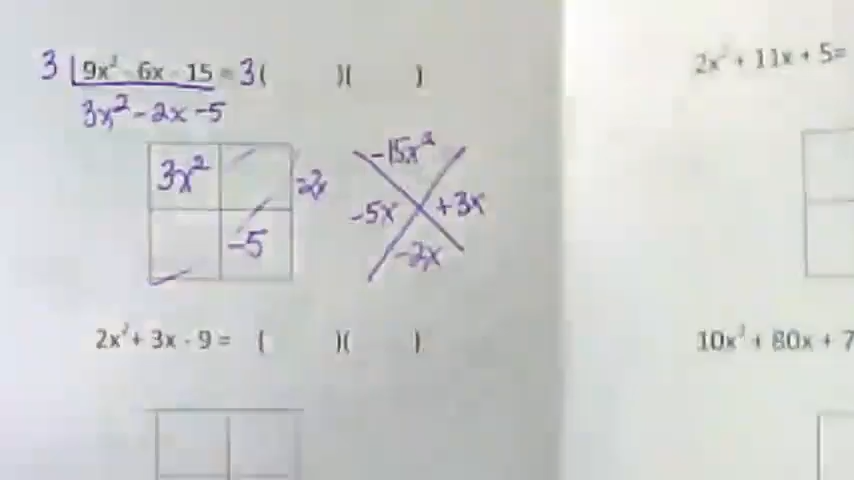 3 9x² - 6x - 15 = 3( )( )
3x² - 2x - 5
3x²
-5
-2x
-15x²
-5x +3x
-2x
2x² + 3x - 9 = ( )( )
2x² + 11x + 5=
10x² + 80x + 7